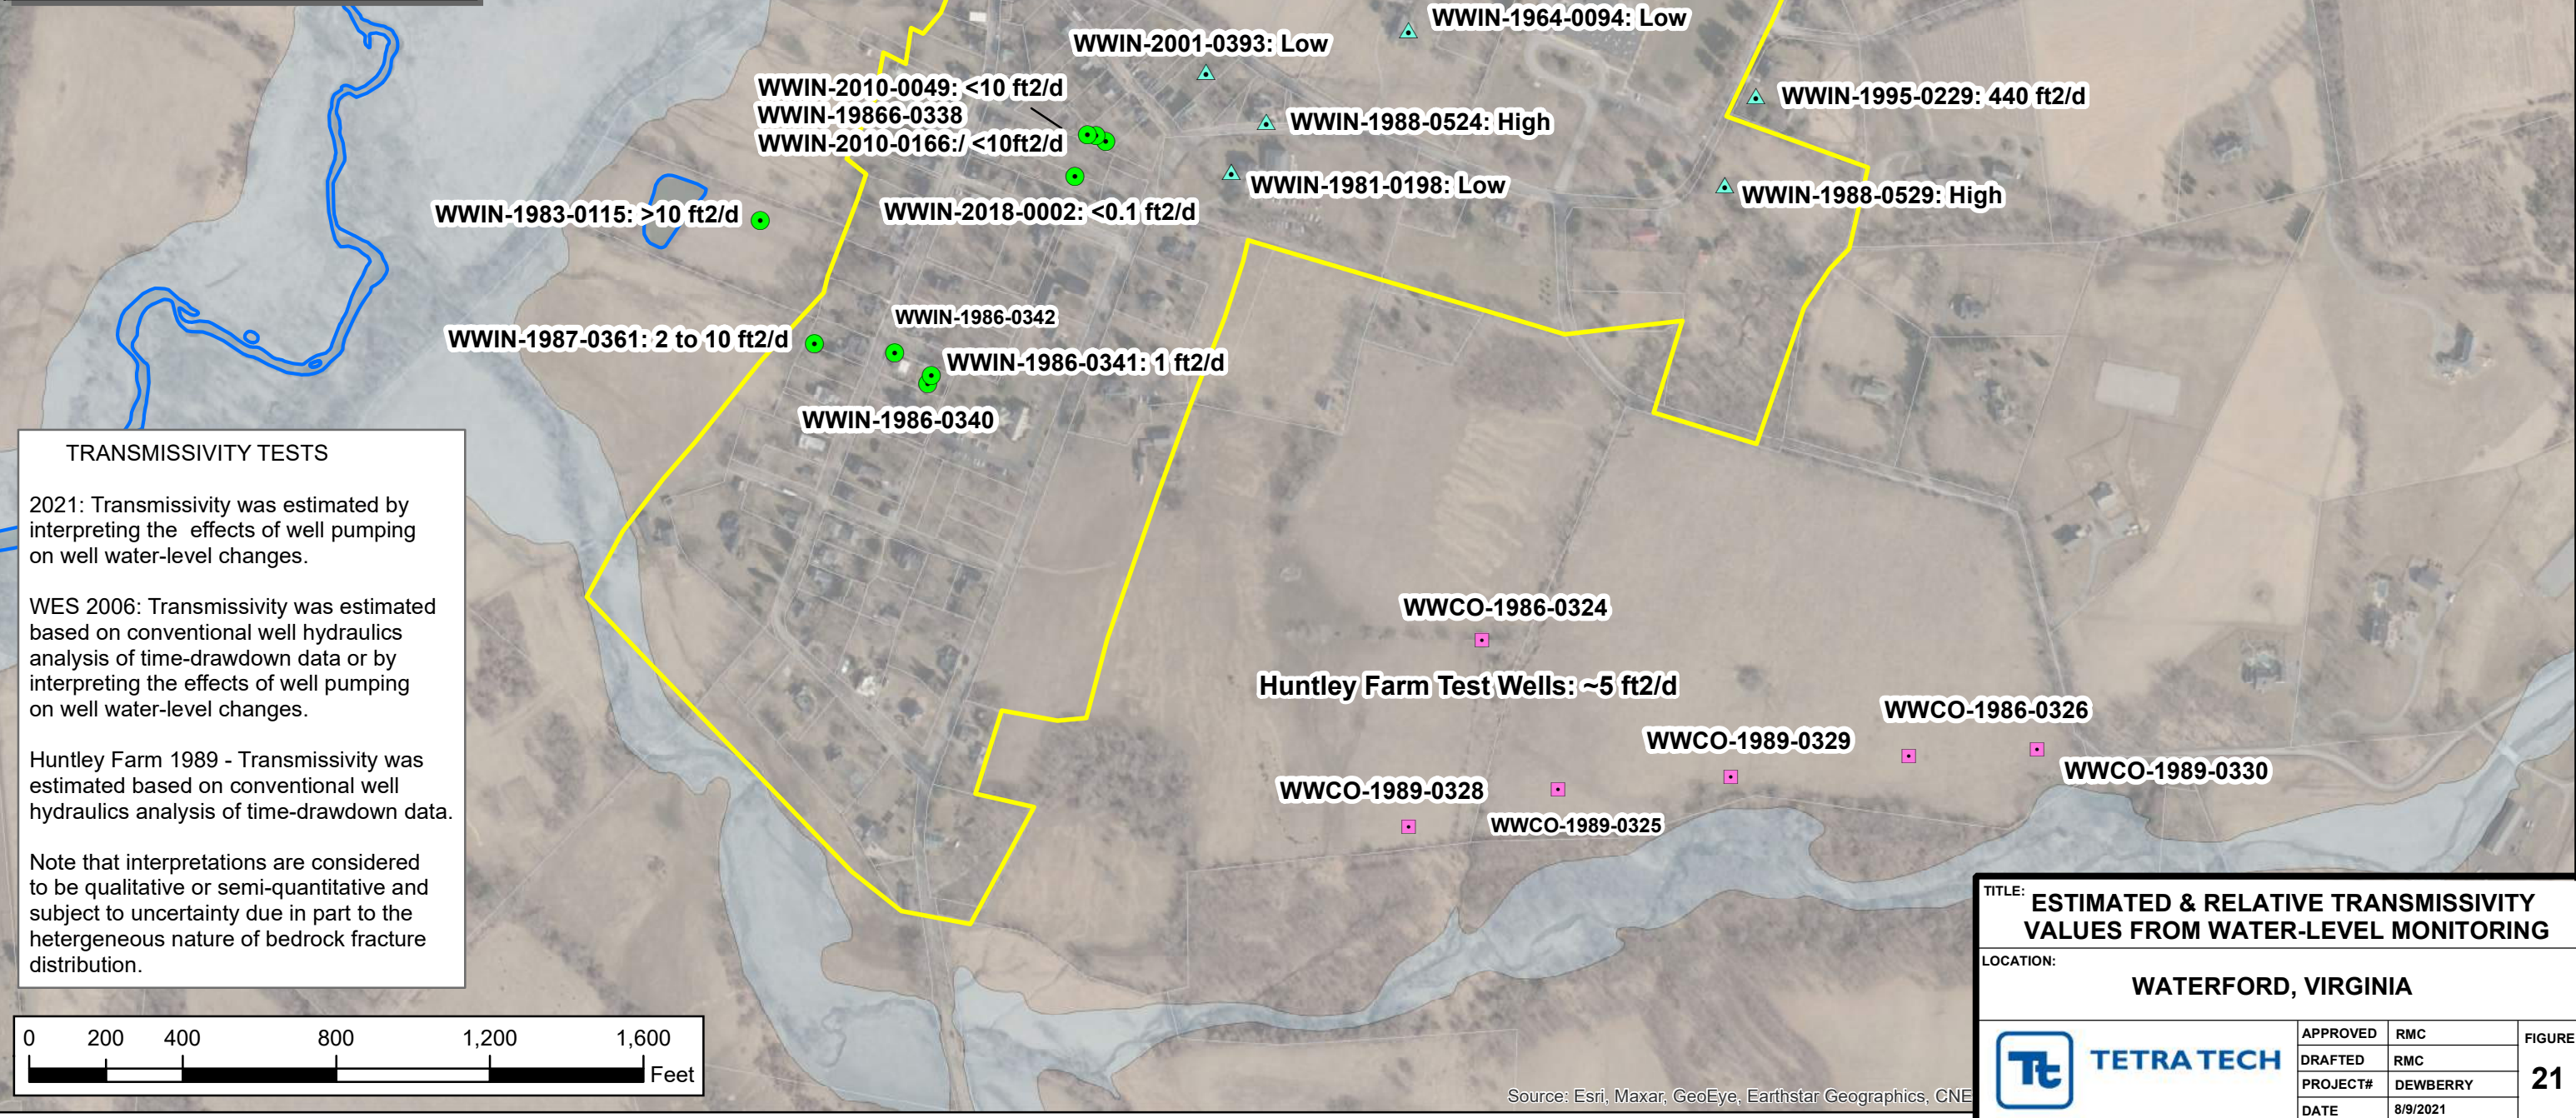 WWIN-1964-0094: Low
WWIN-2001-0393: Low
WWIN-2010-0049: <10 ft2/d
WWIN-19866-0338
WWIN-2010-0166:/ <10ft2/d
WWIN-1995-0229: 440 ft2/d
WWIN-1988-0524: High
WWIN-1981-0198: Low
WWIN-1988-0529: High
WWIN-1983-0115: >10 ft2/d
WWIN-2018-0002: <0.1 ft2/d
WWIN-1986-0342
WWIN-1987-0361: 2 to 10 ft2/d
WWIN-1986-0341: 1 ft2/d
WWIN-1986-0340
TRANSMISSIVITY TESTS
2021: Transmissivity was estimated by
interpreting the effects of well pumping
on well water-level changes.
WES 2006: Transmissivity was estimated
based on conventional well hydraulics
analysis of time-drawdown data or by
interpreting the effects of well pumping
on well water-level changes.
Huntley Farm 1989 - Transmissivity was
estimated based on conventional well
hydraulics analysis of time-drawdown data.
Note that interpretations are considered
to be qualitative or semi-quantitative and
subject to uncertainty due in part to the
hetergeneous nature of bedrock fracture
distribution.
WWCO-1986-0324
Huntley Farm Test Wells: ~5 ft2/d
WWCO-1986-0326
WWCO-1989-0329
WWCO-1989-0330
WWCO-1989-0328
WWCO-1989-0325
0 200 400 800 1,200 1,600
Feet
Source: Esri, Maxar, GeoEye, Earthstar Geographics, CNE
TITLE: ESTIMATED & RELATIVE TRANSMISSIVITY
VALUES FROM WATER-LEVEL MONITORING
LOCATION:
WATERFORD, VIRGINIA
Tt TETRA TECH
APPROVED RMC
DRAFTED RMC
PROJECT# DEWBERRY
DATE 8/9/2021
FIGURE
21